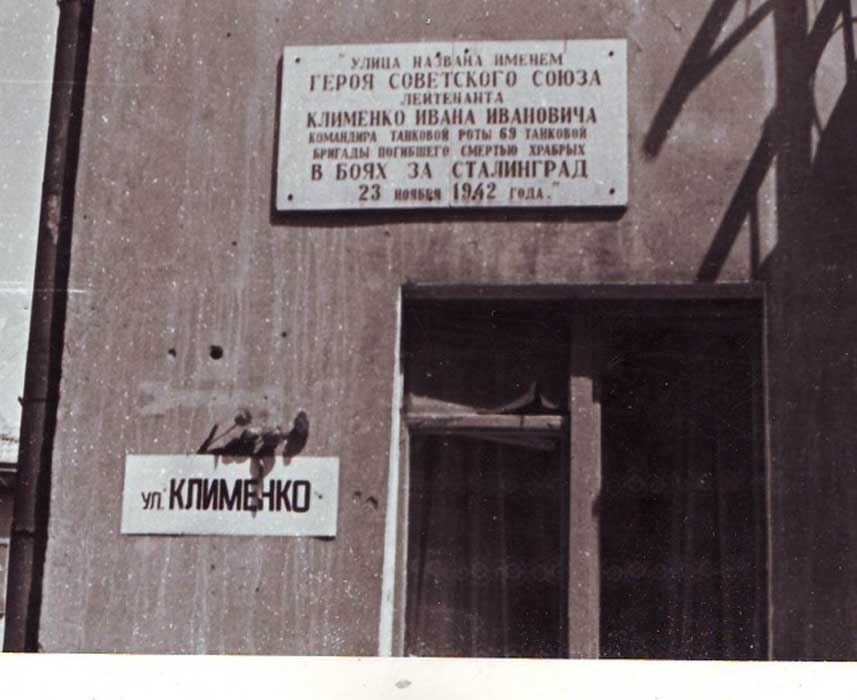 "УЛИЦА НАЗВАНА ИМЕНЕМ
ГЕРОЯ СОВЕТСКОГО СОЮЗА
ЛЕЙТЕНАНТА
КЛИМЕНКО ИВАНА ИВАНОВИЧА
КОМАНДИРА ТАНКОВОЙ РОТЫ 69 ТАНКОВОЙ
БРИГАДЫ ПОГИБШЕГО СМЕРТЬЮ ХРАБРЫХ
В БОЯХ ЗА СТАЛИНГРАД
23 НОЯБРЯ 1942 ГОДА."
УЛ. КЛИМЕНКО